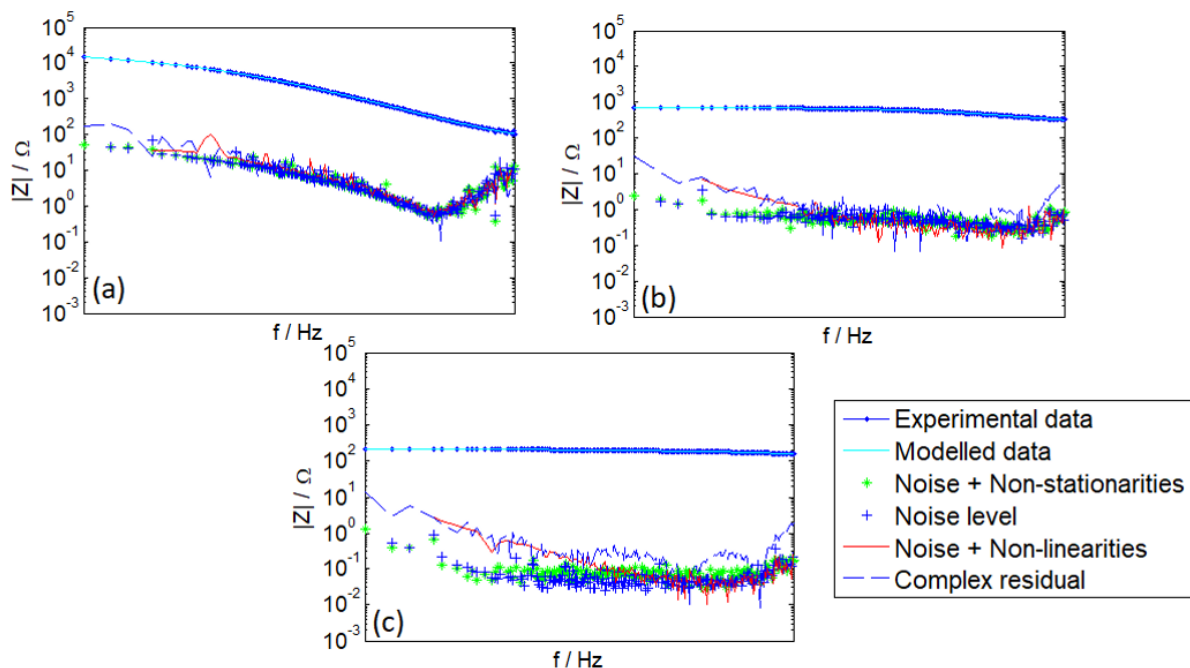 10^5
10^4
10^3
10^2
10^1
10^0
10^-1
10^-2
10^-3
|Z| / Ω
(a)
f / Hz
10^5
10^4
10^3
10^2
10^1
10^0
10^-1
10^-2
10^-3
|Z| / Ω
(b)
f / Hz
10^5
10^4
10^3
10^2
10^1
10^0
10^-1
10^-2
10^-3
|Z| / Ω
(c)
f / Hz
Experimental data
Modelled data
Noise + Non-stationarities
Noise level
Noise + Non-linearities
Complex residual